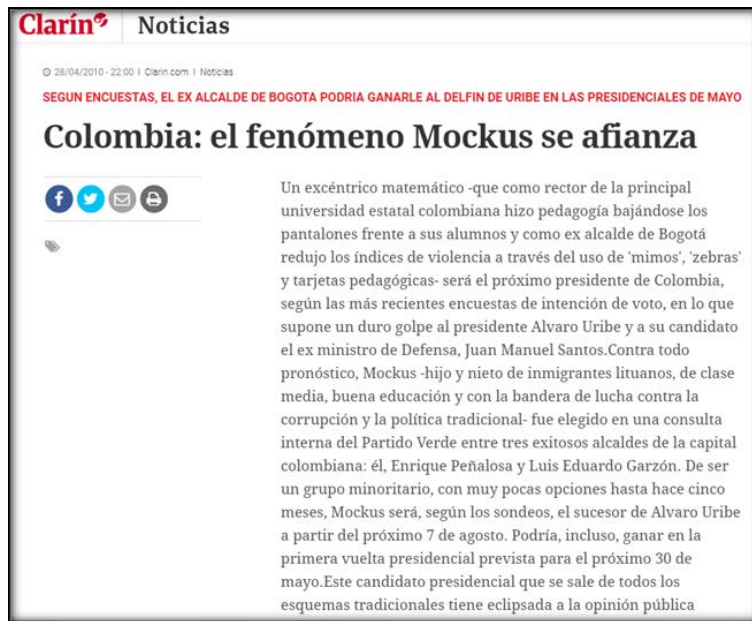 Clarín Noticias
28/04/2010 - 22:00 | Clarin.com | Noticias
SEGUN ENCUESTAS, EL EX ALCALDE DE BOGOTA PODRIA GANARLE AL DELFIN DE URIBE EN LAS PRESIDENCIALES DE MAYO
Colombia: el fenómeno Mockus se afianza
Un excéntrico matemático -que como rector de la principal
universidad estatal colombiana hizo pedagogía bajándose los
pantalones frente a sus alumnos y como ex alcalde de Bogotá
redujo los índices de violencia a través del uso de 'mimos', 'zebras'
y tarjetas pedagógicas- será el próximo presidente de Colombia,
según las más recientes encuestas de intención de voto, en lo que
supone un duro golpe al presidente Alvaro Uribe y a su candidato
el ex ministro de Defensa, Juan Manuel Santos.Contra todo
pronóstico, Mockus -hijo y nieto de inmigrantes lituanos, de clase
media, buena educación y con la bandera de lucha contra la
corrupción y la política tradicional- fue elegido en una consulta
interna del Partido Verde entre tres exitosos alcaldes de la capital
colombiana: él, Enrique Peñalosa y Luis Eduardo Garzón. De ser
un grupo minoritario, con muy pocas opciones hasta hace cinco
meses, Mockus será, según los sondeos, el sucesor de Alvaro Uribe
a partir del próximo 7 de agosto. Podría, incluso, ganar en la
primera vuelta presidencial prevista para el próximo 30 de
mayo.Este candidato presidencial que se sale de todos los
esquemas tradicionales tiene eclipsada a la opinión pública